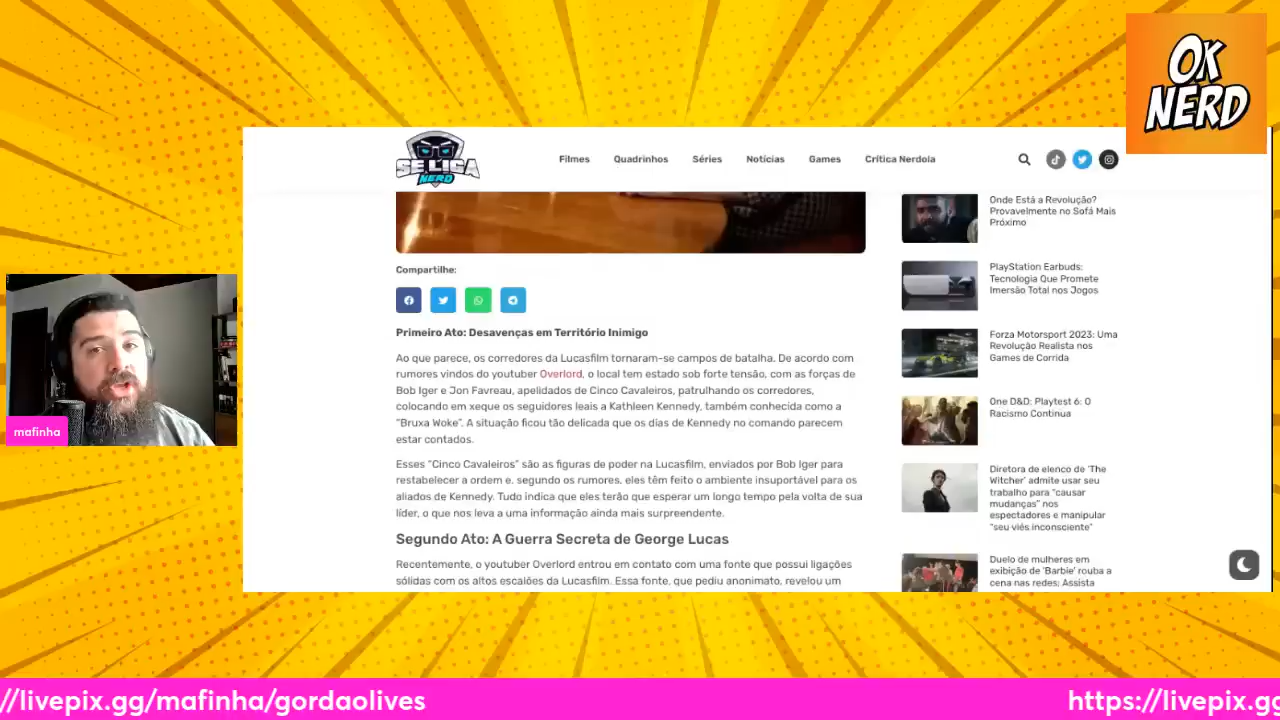 OK
NERD
SE LIGA
NERD
Filmes Quadrinhos Séries Notícias Games Crítica Nerdola
Compartilhe:
Primeiro Ato: Desavenças em Território Inimigo
Ao que parece, os corredores da Lucasfilm tornaram-se campos de batalha. De acordo com
rumores vindos do youtuber Overlord, o local tem estado sob forte tensão, com as forças de
Bob Iger e Jon Favreau, apelidados de Cinco Cavaleiros, patrulhando os corredores,
colocando em xeque os seguidores leais a Kathleen Kennedy, também conhecida como a
“Bruxa Woke”. A situação ficou tão delicada que os dias de Kennedy no comando parecem
estar contados.
Esses “Cinco Cavaleiros” são as figuras de poder na Lucasfilm, enviados por Bob Iger para
restabelecer a ordem e, segundo os rumores, eles têm feito o ambiente insuportável para os
aliados de Kennedy. Tudo indica que eles terão que esperar um longo tempo pela volta de sua
líder, o que nos leva a uma informação ainda mais surpreendente.
Segundo Ato: A Guerra Secreta de George Lucas
Recentemente, o youtuber Overlord entrou em contato com uma fonte que possui ligações
sólidas com os altos escalões da Lucasfilm. Essa fonte, que pediu anonimato, revelou um
Onde Está a Revolução?
Provavelmente no Sofá Mais
Próximo
PlayStation Earbuds:
Tecnologia Que Promete
Imersão Total nos Jogos
Forza Motorsport 2023: Uma
Revolução Realista nos
Games de Corrida
One D&D: Playtest 6: O
Racismo Continua
Diretora de elenco de ‘The
Witcher’ admite usar seu
trabalho para “causar
mudanças” nos
espectadores e manipular
“seu viés inconsciente”
Duelo de mulheres em
exibição de ‘Barbie’ rouba a
cena nas redes; Assista
mafinha
//livepix.gg/mafinha/gordaolives
https://livepix.gg